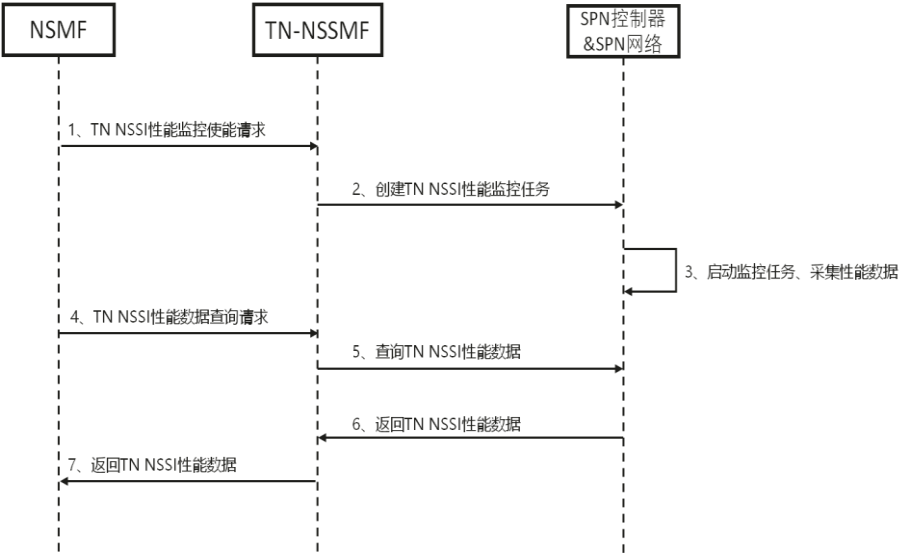 NSMF
TN-NSSMF
SPN控制器
&SPN网络
1、TN NSSI性能监控使能请求
2、创建TN NSSI性能监控任务
3、启动监控任务、采集性能数据
4、TN NSSI性能数据查询请求
5、查询TN NSSI性能数据
6、返回TN NSSI性能数据
7、返回TN NSSI性能数据